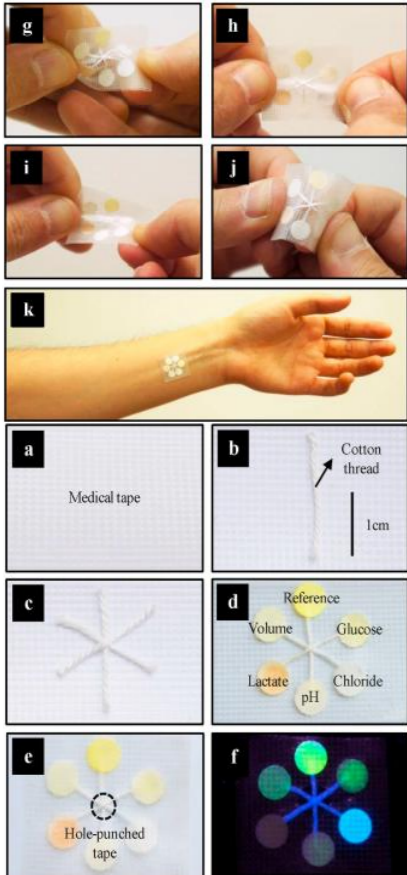 g
h
i
j
k
a
Medical tape
b
Cotton
thread
1cm
c
d
Reference
Volume
Glucose
Lactate
Chloride
pH
e
Hole-punched
tape
f